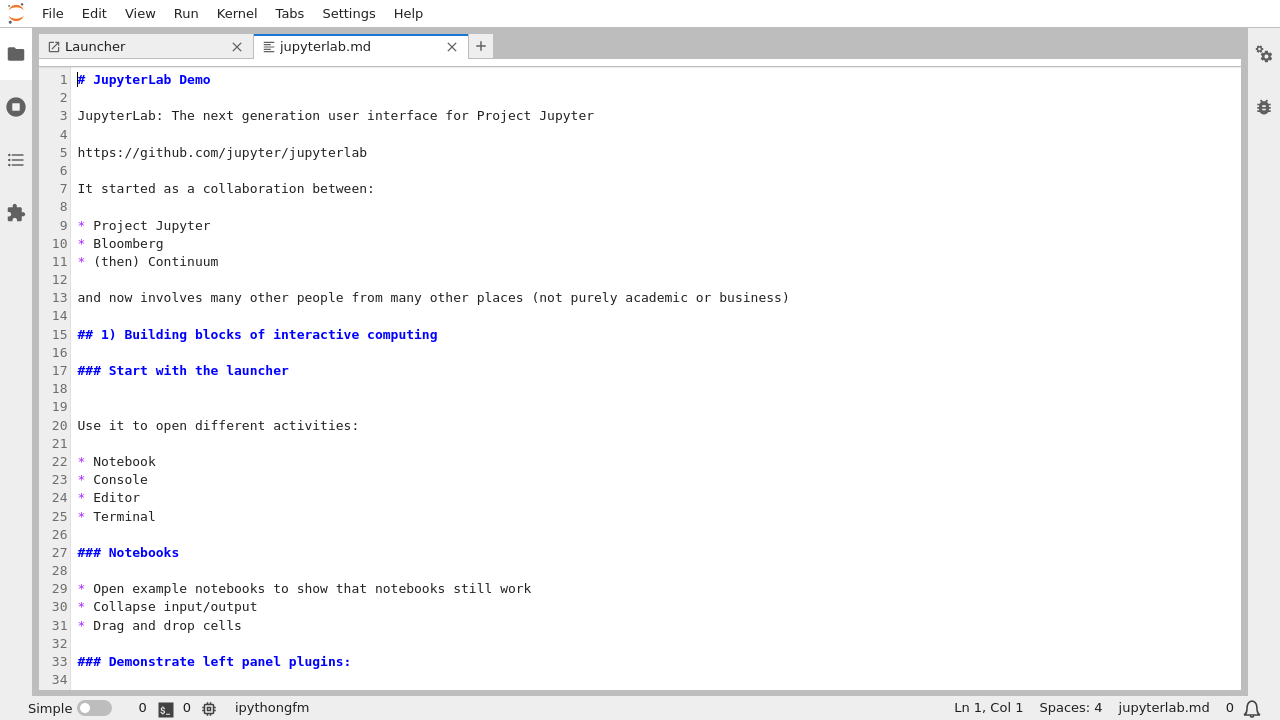 File Edit View Run Kernel Tabs Settings Help
Launcher
jupyterlab.md
1 # JupyterLab Demo
2
3 JupyterLab: The next generation user interface for Project Jupyter
4
5 https://github.com/jupyter/jupyterlab
6
7 It started as a collaboration between:
8
9 * Project Jupyter
10 * Bloomberg
11 * (then) Continuum
12
13 and now involves many other people from many other places (not purely academic or business)
14
15 ## 1) Building blocks of interactive computing
16
17 ### Start with the launcher
18
19
20 Use it to open different activities:
21
22 * Notebook
23 * Console
24 * Editor
25 * Terminal
26
27 ### Notebooks
28
29 * Open example notebooks to show that notebooks still work
30 * Collapse input/output
31 * Drag and drop cells
32
33 ### Demonstrate left panel plugins:
34
Simple 0 $_ 0 ipythongfm Ln 1, Col 1 Spaces: 4 jupyterlab.md 0